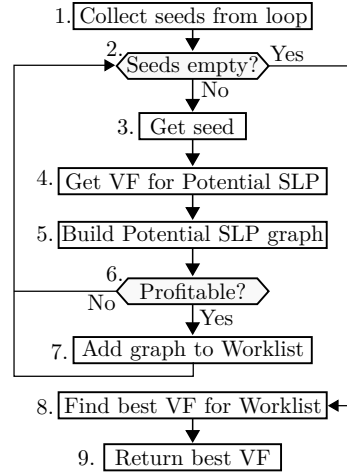 1. Collect seeds from loop
2. Seeds empty? Yes
No
3. Get seed
4. Get VF for Potential SLP
5. Build Potential SLP graph
6. Profitable?
No
Yes
7. Add graph to Worklist
8. Find best VF for Worklist
9. Return best VF